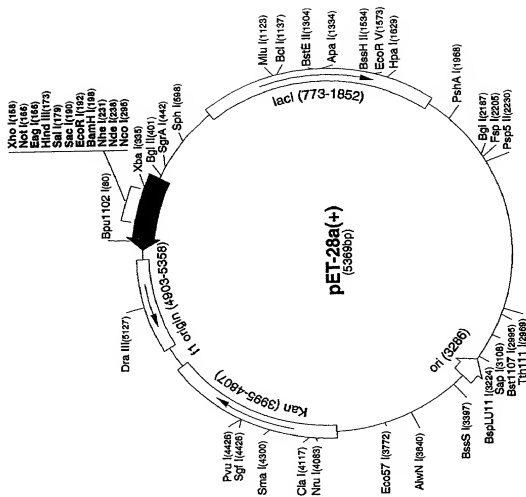 Xho I(158)
Not I(166)
Eag I(166)
Hind III(173)
Sal I(179)
Sac I(190)
EcoR I(192)
BamH I(198)
Nhe I(231)
Nde I(238)
Nco I(296)
Xba I(335)
Bgl II(401)
SgrA I(442)
Sph I(598)
Mlu I(1123)
Bcl I(1137)
BstE II(1304)
Apa I(1334)
BssH II(1534)
EcoR V(1573)
Hpa I(1629)
lacI (773-1852)
PshA I(1968)
Bgl I(2187)
Fsp I(2205)
Psp5 II(2230)
Tth111 I(2969)
Bst1107 I(2995)
Sap I(3108)
BspLU11 I(3224)
ori (3286)
BssS I(3397)
AlwN I(3640)
Eco57 I(3772)
Nru I(4083)
Cla I(4117)
Sma I(4300)
Sgf I(4426)
Pvu I(4426)
Kan (3995-4807)
Dra III(5127)
f1 origin (4903-5358)
Bpu1102 I(80)
pET-28a(+)
(5369bp)